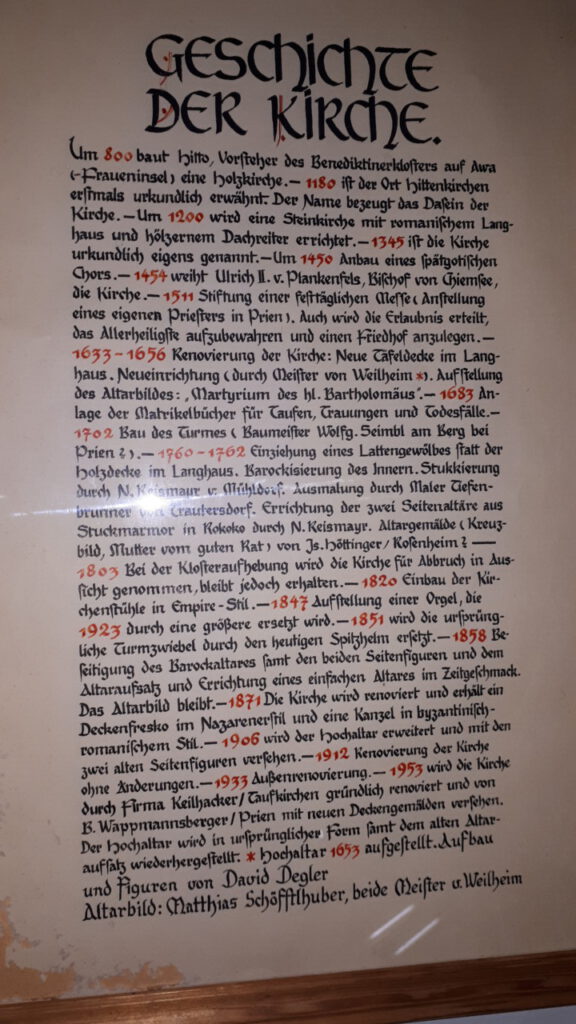 Geschichte
der Kirche.
Um 800 baut Hitto, Vorsteher des Benediktinerklosters auf Awa
(-Fraueninsel) eine Holzkirche.– 1180 ist der Ort Hittenkirchen
erstmals urkundlich erwähnt. Der Name bezeugt das Dasein der
Kirche.–Um 1200 wird eine Steinkirche mit romanischem Lang-
haus und hölzernem Dachreiter errichtet.–1345 ist die Kirche
urkundlich eigens genannt.–Um 1450 Anbau eines spätgotischen
Chors.–1454 weiht Ulrich II. v. Plankenfels, Bischof von Chiemsee,
die Kirche.–1511 Stiftung einer festtäglichen Messe (Anstellung
eines eigenen Priesters in Prien). Auch wird die Erlaubnis erteilt,
das Allerheiligste aufzubewahren und einen Friedhof anzulegen.–
1633–1656 Renovierung der Kirche: Neue Täfeldecke im Lang-
haus. Neueinrichtung (durch Meister von Weilheim *). Aufstellung
des Altarbildes: „Martyrium des hl. Bartholomäus“.–1683 An-
lage der Matrikelbücher für Taufen, Trauungen und Todesfälle.–
1702 Bau des Turmes (Baumeister Wolfg. Seimbl am Berg bei
Prien ?).–1760–1762 Einziehung eines Lattengewölbes statt der
Holzdecke im Langhaus. Barockisierung des Innern. Stukkierung
durch N. Keismayr v. Mühldorf. Ausmalung durch Maler Tiefen-
brunner von Trautersdorf. Errichtung der zwei Seitenaltäre aus
Stuckmarmor in Rokoko durch N. Keismayr. Altargemälde (Kreuz-
bild, Mutter vom guten Rat) von Js. Höttinger/Rosenheim ? —
1803 Bei der Klosteraufhebung wird die Kirche für Abbruch in Aus-
sicht genommen, bleibt jedoch erhalten.–1820 Einbau der Kir-
chenstühle in Empire-Stil.–1847 Aufstellung einer Orgel, die
1923 durch eine größere ersetzt wird.–1851 wird die ursprüng-
liche Turmzwiebel durch den heutigen Spitzhelm ersetzt.–1858 Be-
seitigung des Barockaltares samt den beiden Seitenfiguren und dem
Altaraufsatz und Errichtung eines einfachen Altares im Zeitgeschmack.
Das Altarbild bleibt.–1871 Die Kirche wird renoviert und erhält ein
Deckenfresko im Nazarenerstil und eine Kanzel in byzantinisch-
romanischem Stil.–1906 wird der Hochaltar erweitert und mit den
zwei alten Seitenfiguren versehen.–1912 Renovierung der Kirche
ohne Änderungen.–1933 Außenrenovierung.–1953 wird die Kirche
durch Firma Keilhacker/Taufkirchen gründlich renoviert und von
B. Wappmannsberger/Prien mit neuen Deckengemälden versehen.
Der Hochaltar wird in ursprünglicher Form samt dem alten Altar-
aufsatz wiederhergestellt. * Hochaltar 1653 aufgestellt. Aufbau
und Figuren von David Degler
Altarbild: Matthias Schöfftlhuber, beide Meister v. Weilheim